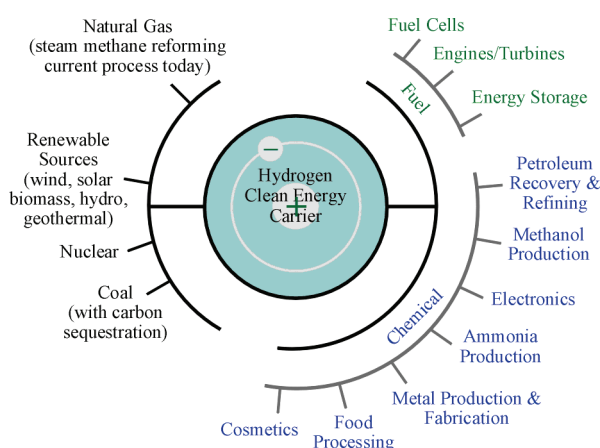 Natural Gas
(steam methane reforming
current process today)
Renewable
Sources
(wind, solar
biomass, hydro,
geothermal)
Nuclear
Coal
(with carbon
sequestration)
−
Hydrogen
Clean Energy
Carrier
+
Fuel
Fuel Cells
Engines/Turbines
Energy Storage
Chemical
Petroleum
Recovery &
Refining
Methanol
Production
Electronics
Ammonia
Production
Metal Production &
Fabrication
Food
Processing
Cosmetics